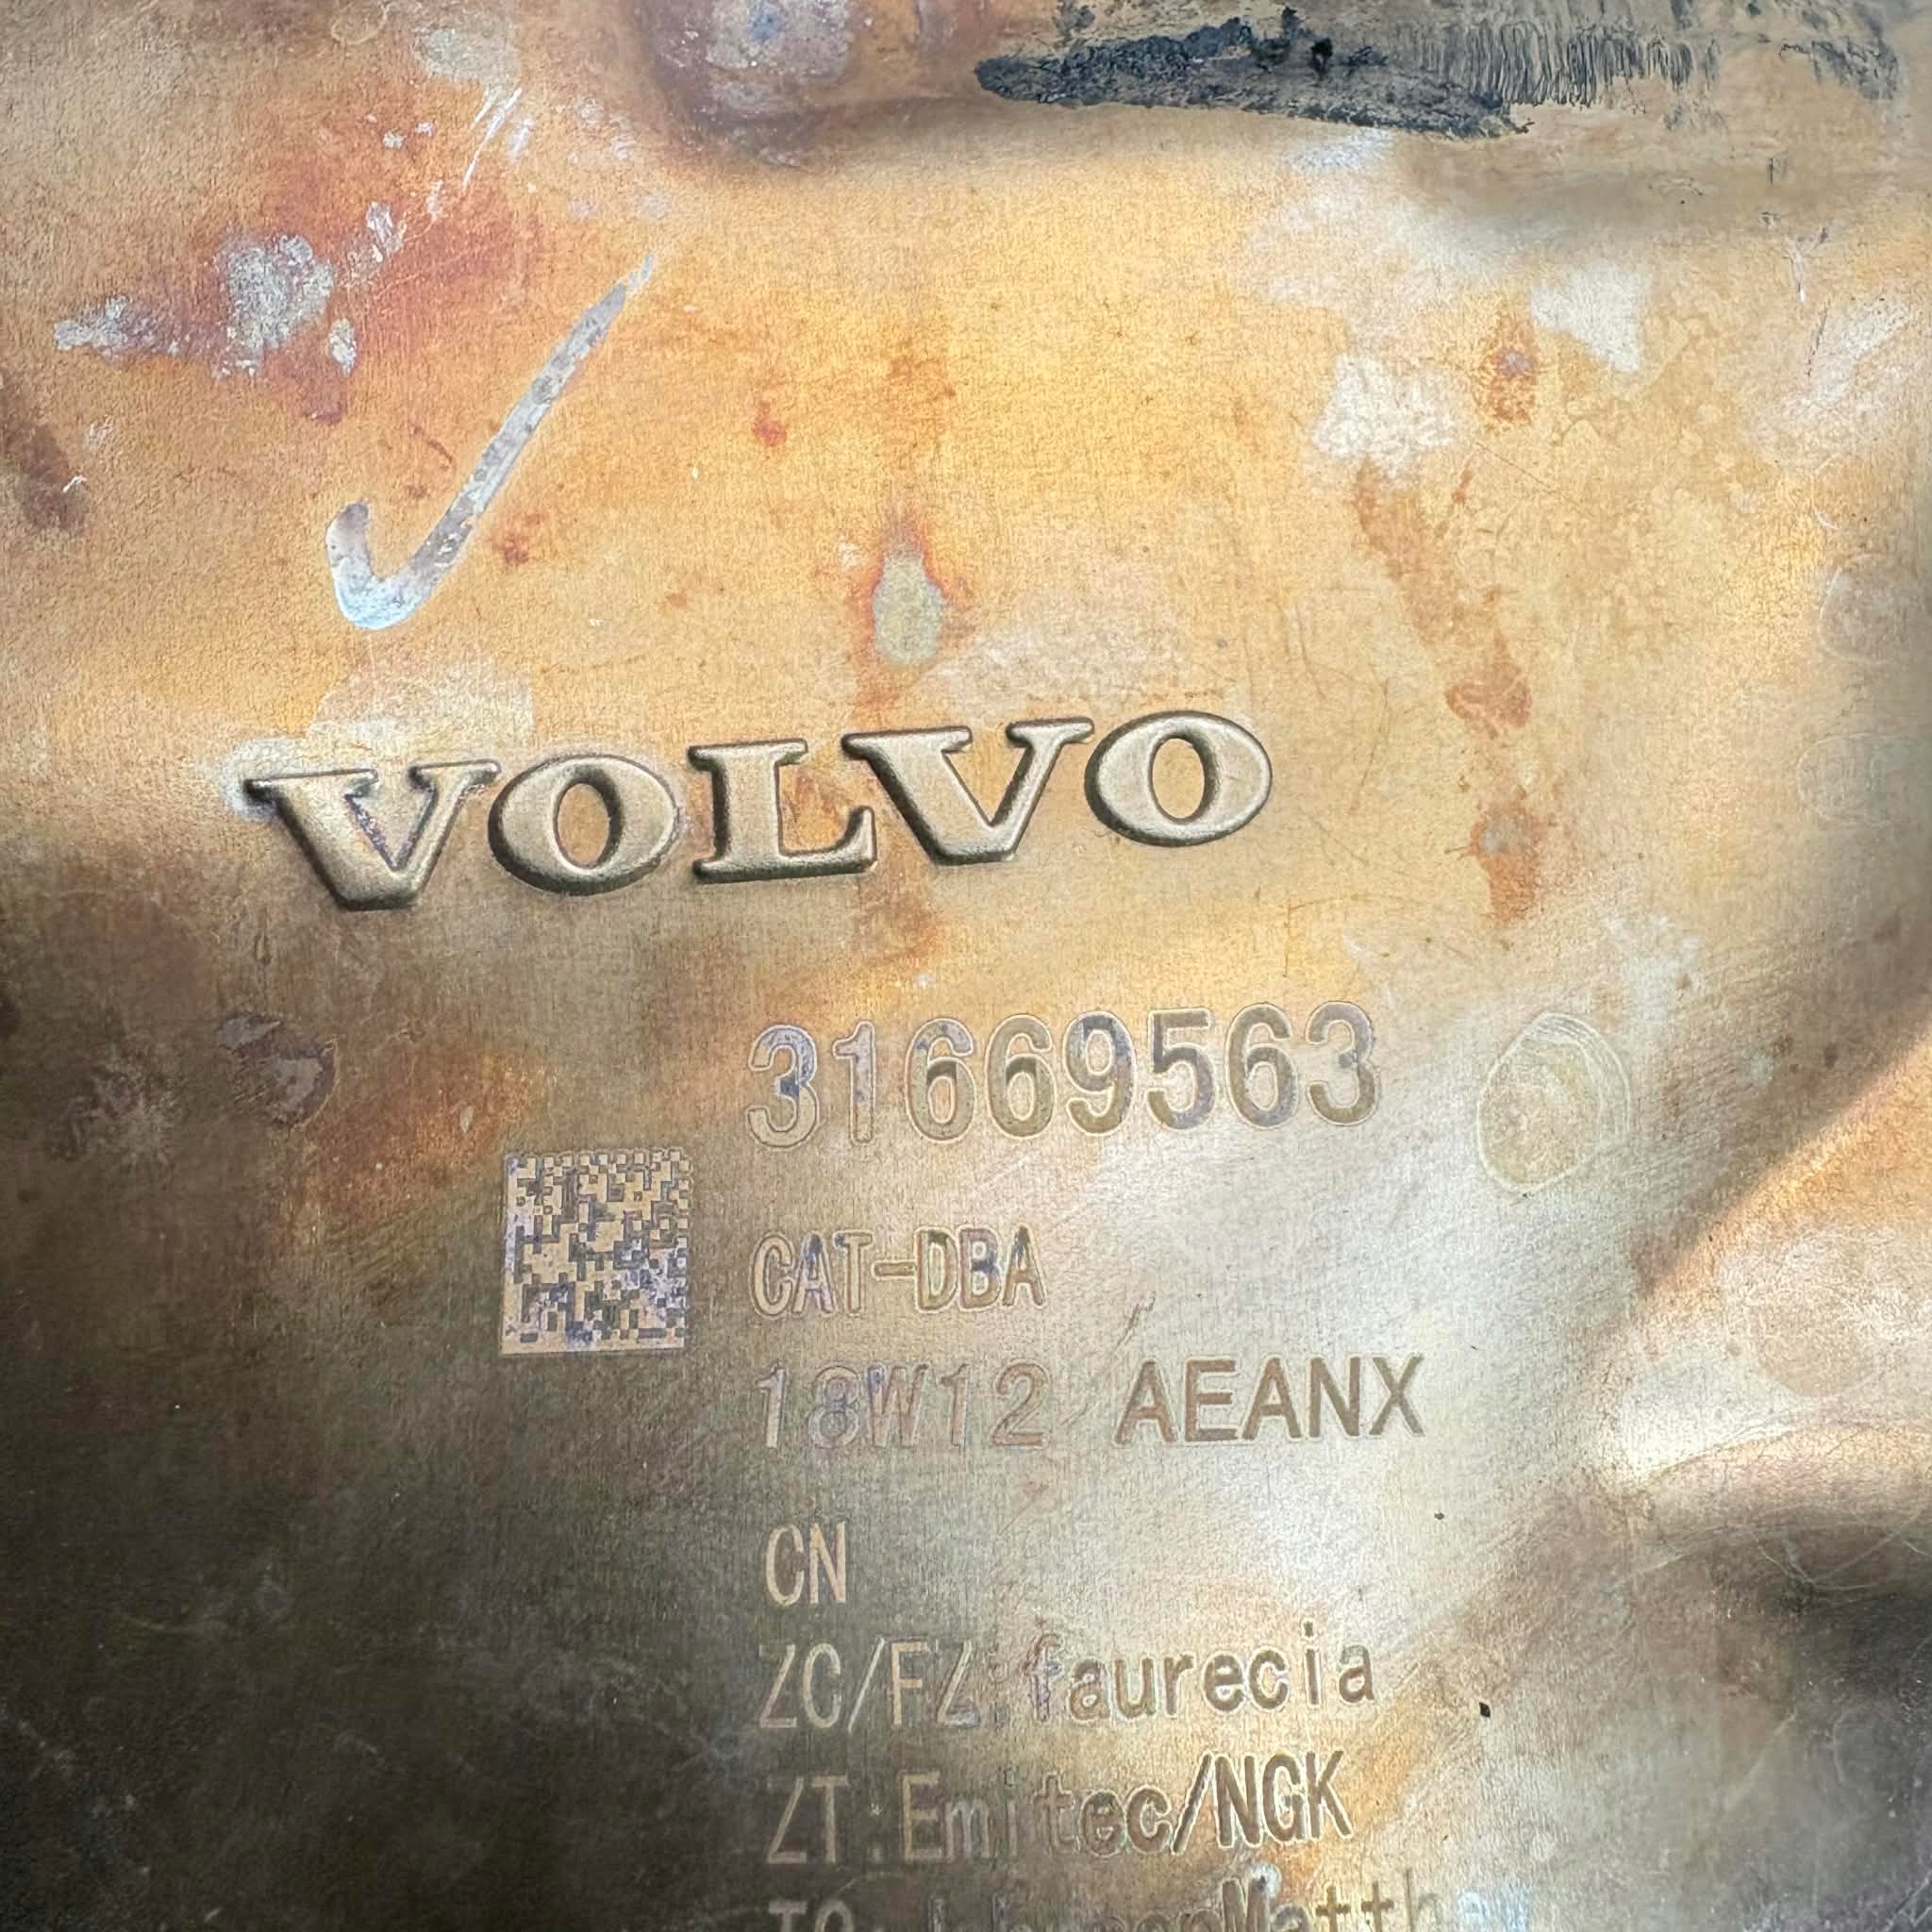 VOLVO
31669563
CAT-DBA
18W12 AEANX
CN
ZC/FZ:faurecia
ZT:Emitec/NGK